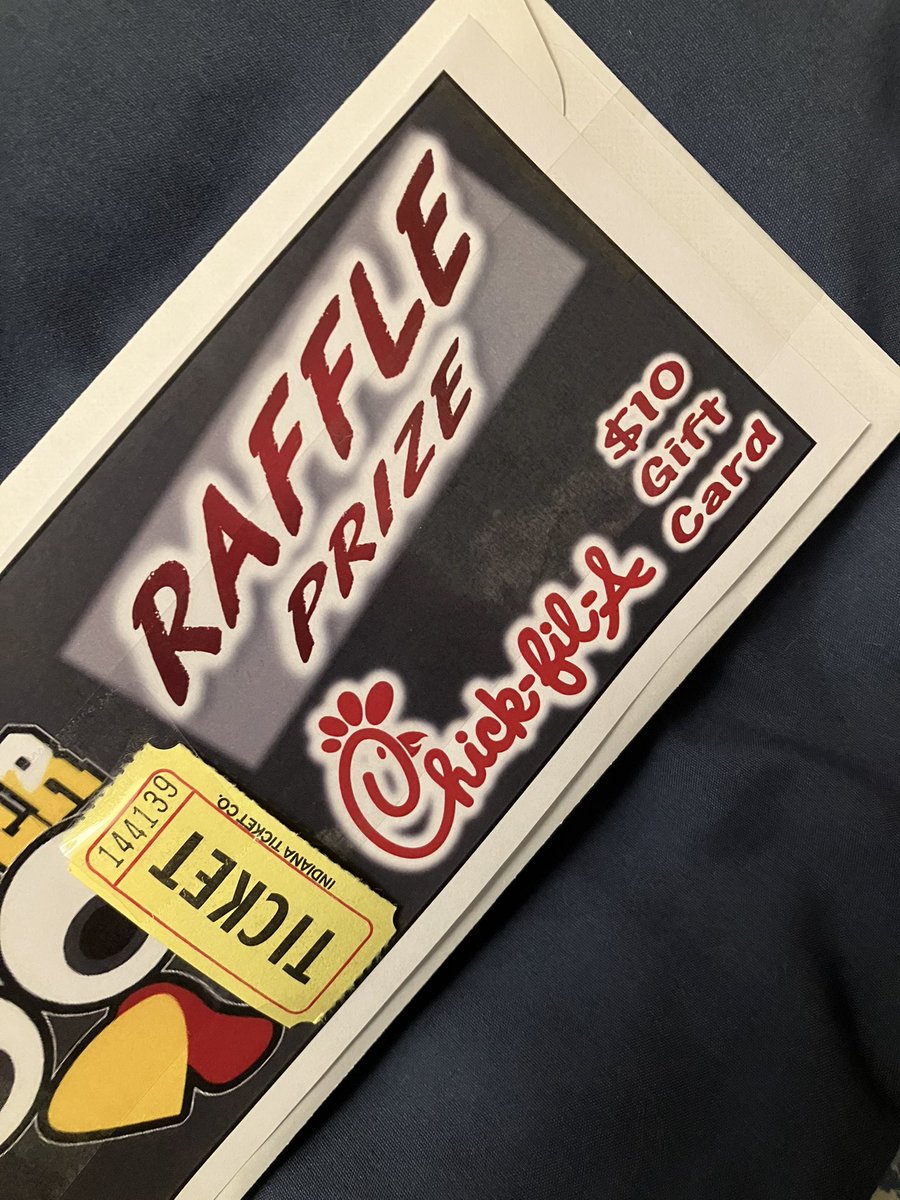 RAFFLE
PRIZE
$10
Gift
Card
Chick-fil-A
144139
TICKET
INDIANA TICKET CO.